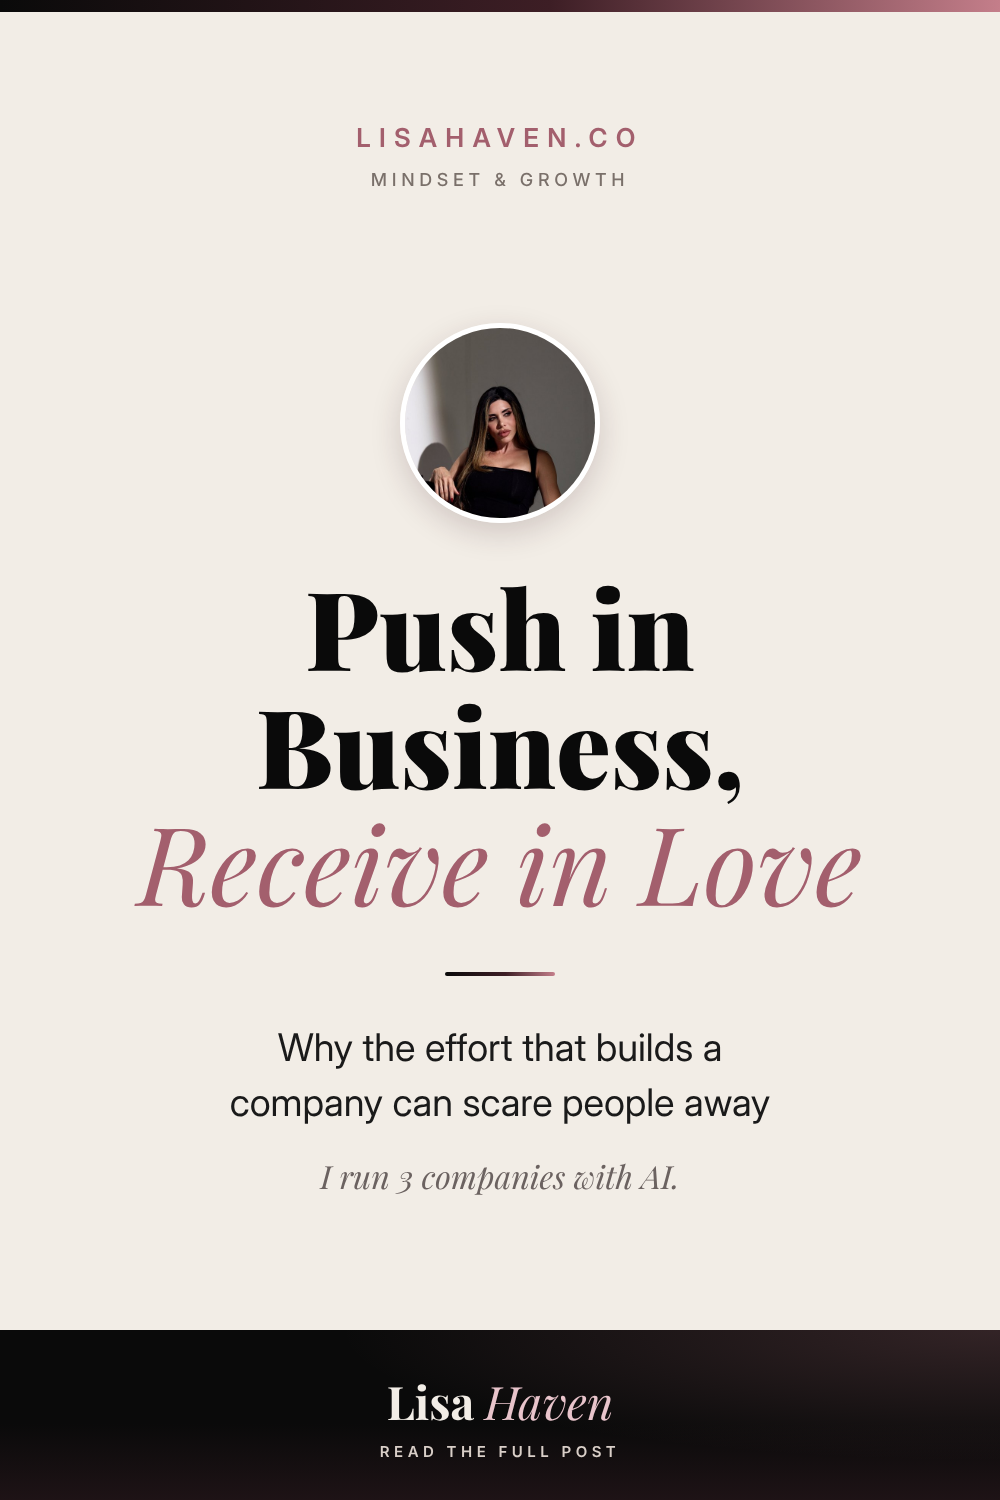 LISAHAVEN.CO
MINDSET & GROWTH
Push in
Business,
Receive in Love
Why the effort that builds a
company can scare people away
I run 3 companies with AI.
Lisa Haven
READ THE FULL POST